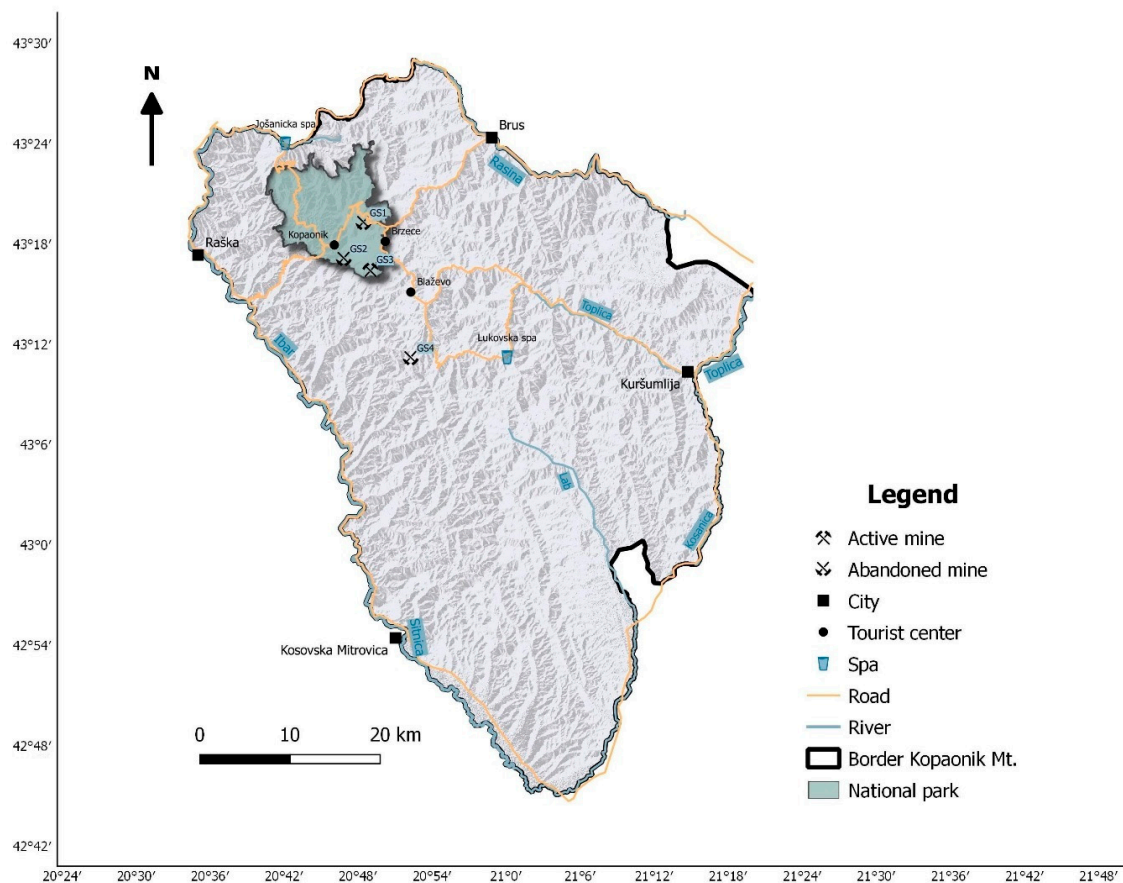 43°30′
43°24′
43°18′
43°12′
43°6′
43°0′
42°54′
42°48′
42°42′
N
Jošanicka spa
Brus
Rasina
GS1
Kopaonik
Brzece
Raška
GS2
GS3
Blaževo
Toplica
Ibar
Lukovska spa
GS4
Kuršumlija
Toplica
Lab
Kosanica
Sitnica
Kosovska Mitrovica
0 10 20 km
Legend
Active mine
Abandoned mine
City
Tourist center
Spa
Road
River
Border Kopaonik Mt.
National park
20°24′ 20°30′ 20°36′ 20°42′ 20°48′ 20°54′ 21°0′ 21°6′ 21°12′ 21°18′ 21°24′ 21°30′ 21°36′ 21°42′ 21°48′